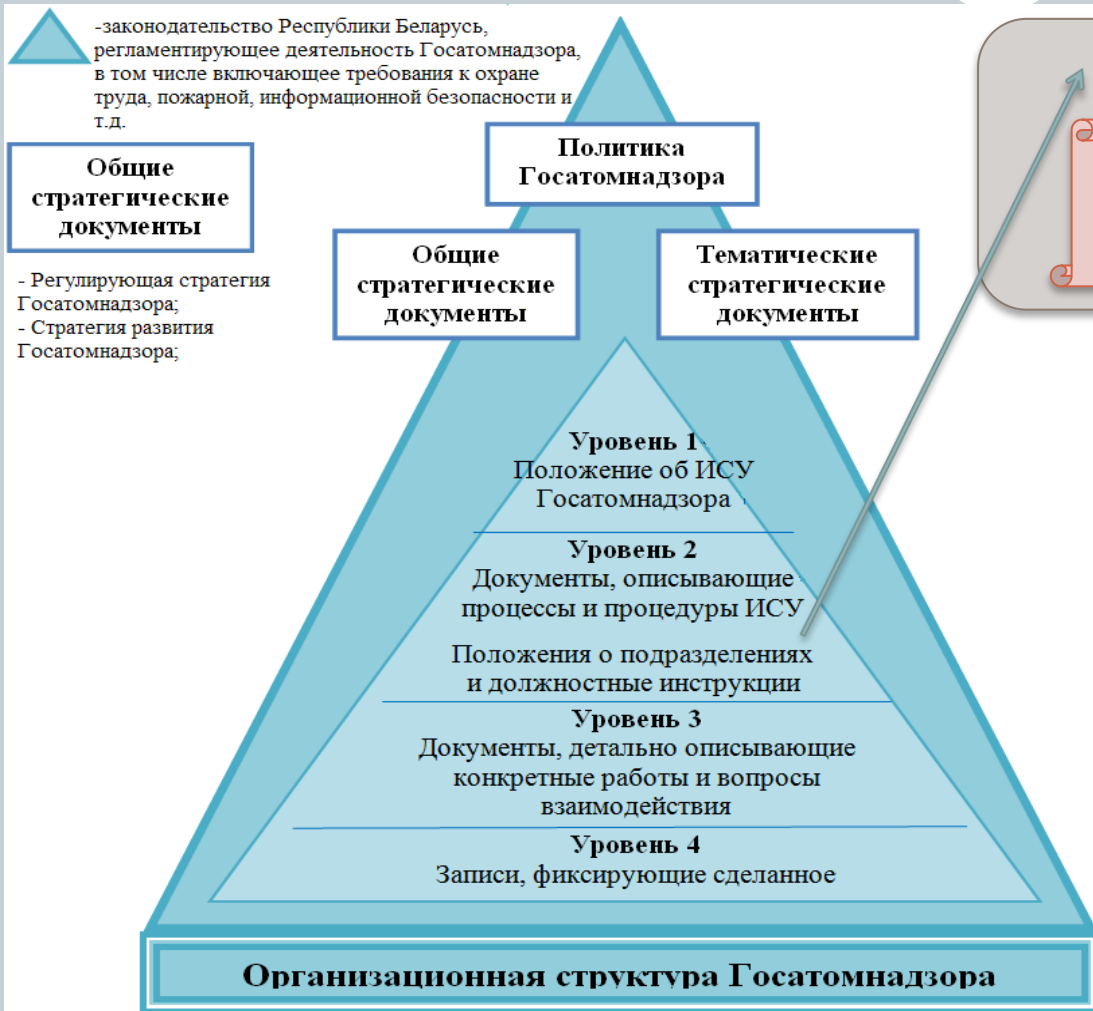 -законодательство Республики Беларусь,
регламентирующее деятельность Госатомнадзора,
в том числе включающее требования к охране
труда, пожарной, информационной безопасности и
т.д.
Общие
стратегические
документы
- Регулирующая стратегия
Госатомнадзора;
- Стратегия развития
Госатомнадзора;
Политика
Госатомнадзора
Общие
стратегические
документы
Тематические
стратегические
документы
Уровень 1
Положение об ИСУ
Госатомнадзора
Уровень 2
Документы, описывающие
процессы и процедуры ИСУ
Положения о подразделениях
и должностные инструкции
Уровень 3
Документы, детально описывающие
конкретные работы и вопросы
взаимодействия
Уровень 4
Записи, фиксирующие сделанное
Организационная структура Госатомнадзора